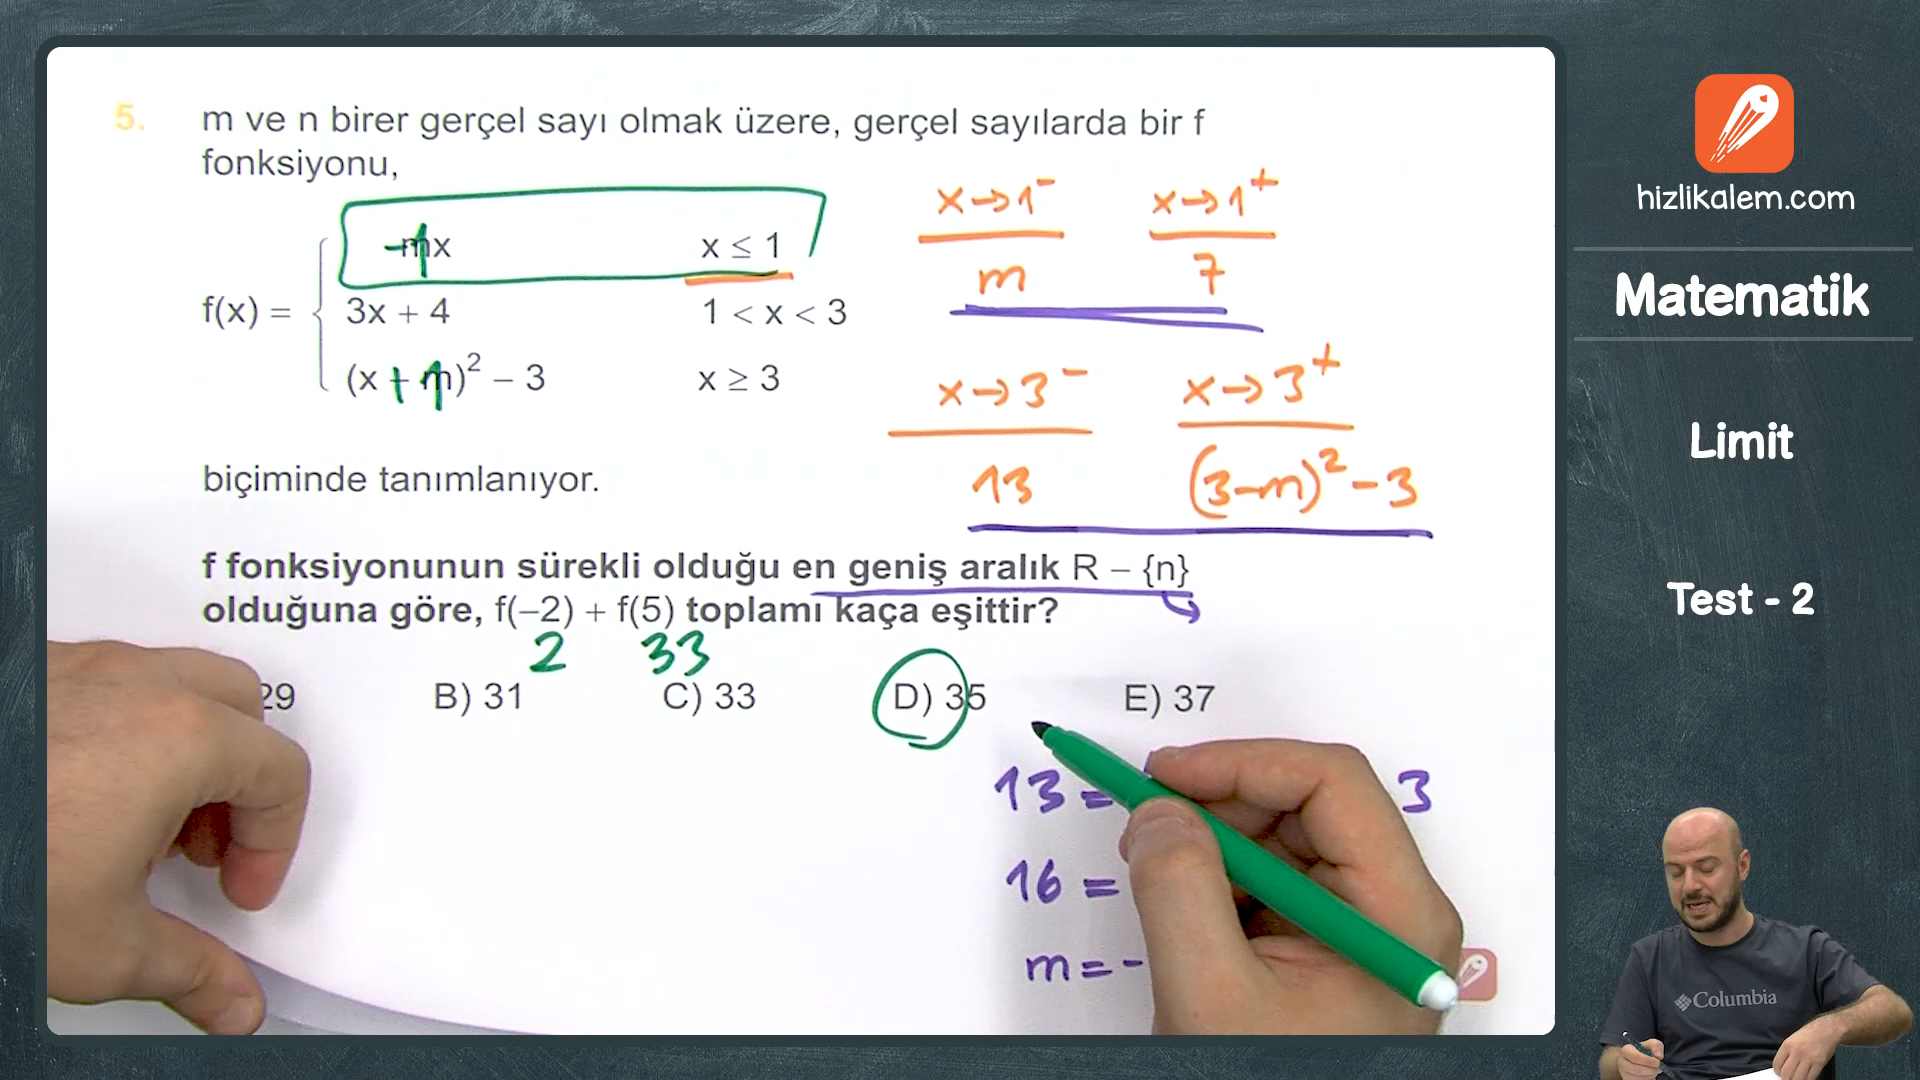 5. m ve n birer gerçel sayı olmak üzere, gerçel sayılarda bir f
fonksiyonu,
x→1⁻ x→1⁺
m 7
-1x x ≤ 1
f(x) = 3x + 4 1 < x < 3
(x + 1)² – 3 x ≥ 3
x→3⁻ x→3⁺
13 (3-m)²-3
biçiminde tanımlanıyor.
f fonksiyonunun sürekli olduğu en geniş aralık R – {n}
olduğuna göre, f(–2) + f(5) toplamı kaça eşittir?
2 33
29 B) 31 C) 33 D) 35 E) 37
13 = 3
16 =
m = -
hizlikalem.com
Matematik
Limit
Test - 2
Columbia